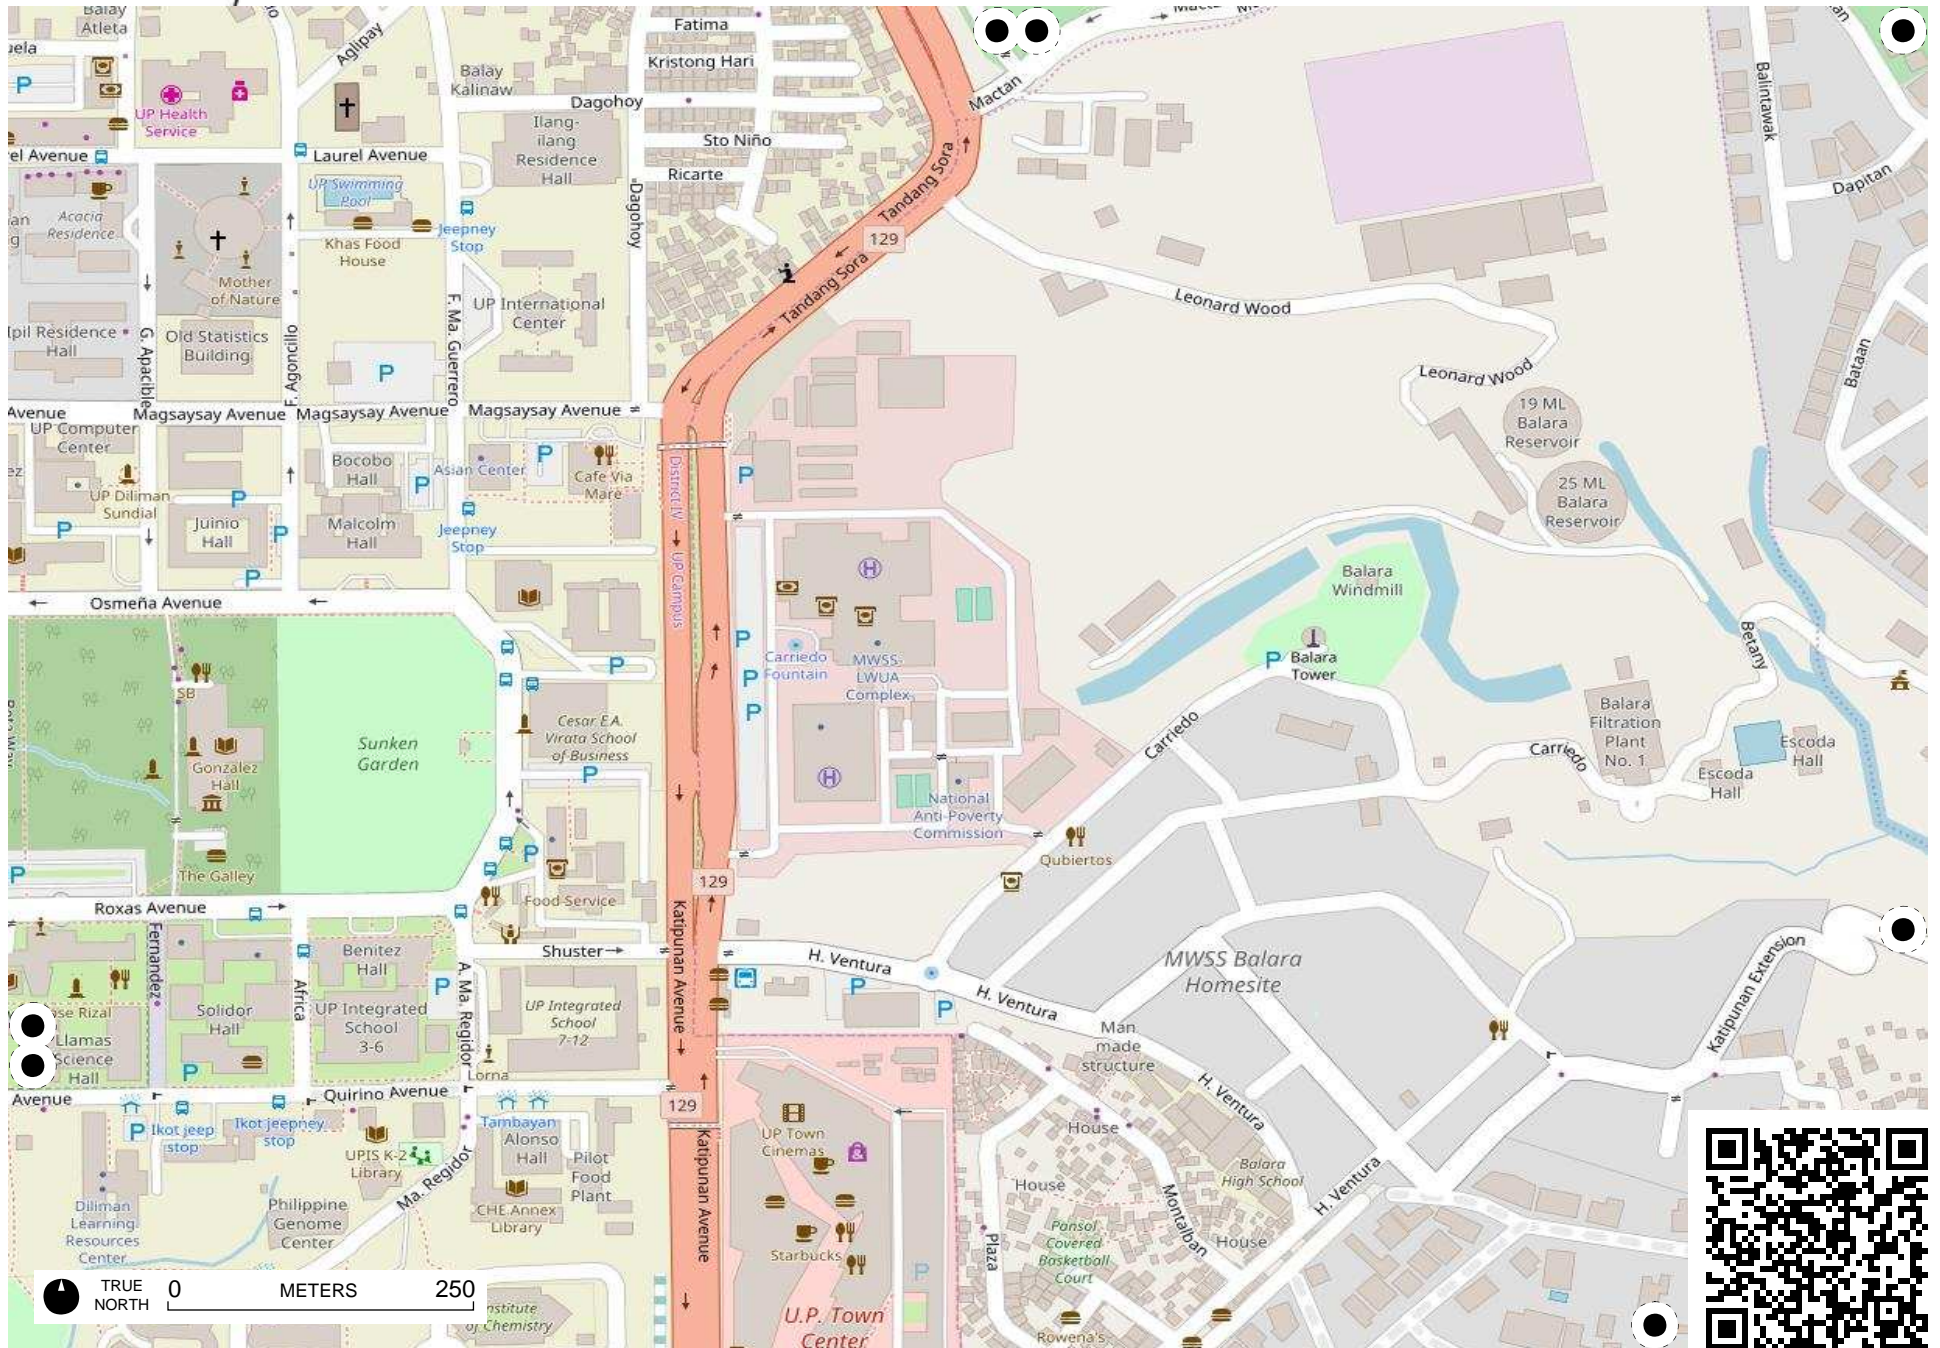 Balay
Atleta
Aglipay
Balay
Kalinaw
Fatima
Kristong Hari
Dagohoy
Sto Niño
Ricarte
Mactan
Balintawak
Dapitan
UP Health
Service
Laurel Avenue
Ilang-
ilang
Residence
Hall
Dagohoy
Tandang Sora
129
Tandang Sora
UP Swimming
Pool
Jeepney
Stop
Khas Food
House
Acacia
Residence
Mother
of Nature
UP International
Center
Leonard Wood
Leonard Wood
Bataan
Ipil Residence
Hall
G. Apacible
Old Statistics
Building
F. Agoncillo
F. Ma. Guerrero
P
P
Avenue
Magsaysay Avenue
Magsaysay Avenue
Magsaysay Avenue
19 ML
Balara
Reservoir
25 ML
Balara
Reservoir
UP Computer
Center
UP Diliman
Sundial
Bocobo
Hall
Asian Center
Cafe Via
Mare
Juinio
Hall
Malcolm
Hall
Jeepney
Stop
District IV
UP Campus
P
P
P
P
P
P
P
H
Balara
Windmill
Osmeña Avenue
Carriedo
Fountain
MWSS-
LWUA
Complex
P
Balara
Tower
Betany
SB
Gonzalez
Hall
Sunken
Garden
Cesar E.A.
Virata School
of Business
P
P
P
P
P
H
Carriedo
Carriedo
Balara
Filtration
Plant
No. 1
Escoda
Hall
Escoda
Hall
National
Anti-Poverty
Commission
The Galley
Qubiertos
P
P
129
Food Service
Roxas Avenue
Fernandez
Benitez
Hall
Shuster
Katipunan Avenue
H. Ventura
H. Ventura
MWSS Balara
Homesite
Katipunan Extension
Solidor
Hall
Africa
UP Integrated
School
3-6
A. Ma. Regidor
UP Integrated
School
7-12
P
P
P
P
Llamas
Science
Hall
Lorna
Man
made
structure
Avenue
Quirino Avenue
129
H. Ventura
P
Ikot jeep
stop
Ikot jeepney
stop
Tambayan
Alonso
Hall
UPIS K-2
Library
Ma. Regidor
Pilot
Food
Plant
CHE Annex
Library
Katipunan Avenue
UP Town
Cinemas
House
House
House
Balara
High School
H. Ventura
Montalban
Plaza
Pansol
Covered
Basketball
Court
Diliman
Learning
Resources
Center
Philippine
Genome
Center
Starbucks
P
U.P. Town
Center
Rowena's
of Chemistry
TRUE
NORTH
0 METERS 250